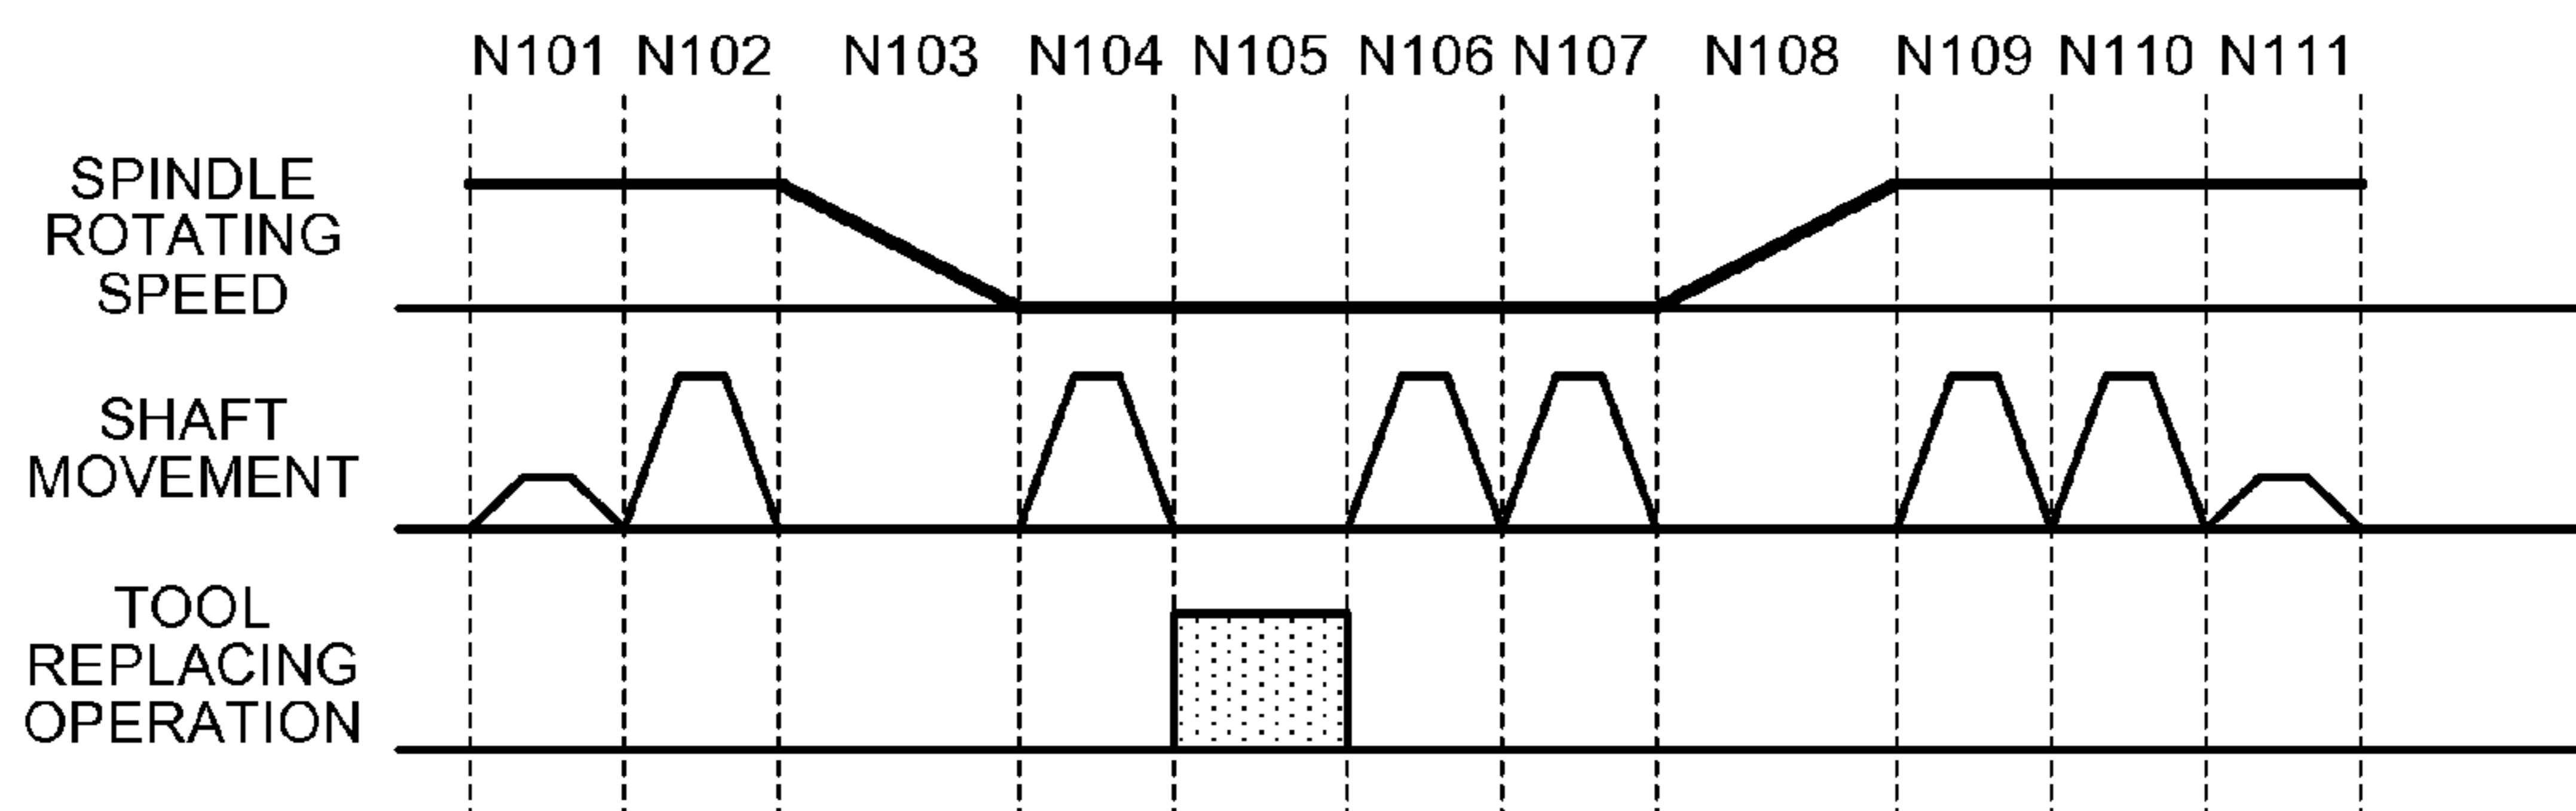 N101 N102 N103 N104 N105 N106 N107 N108 N109 N110 N111
SPINDLE
ROTATING
SPEED
SHAFT
MOVEMENT
TOOL
REPLACING
OPERATION